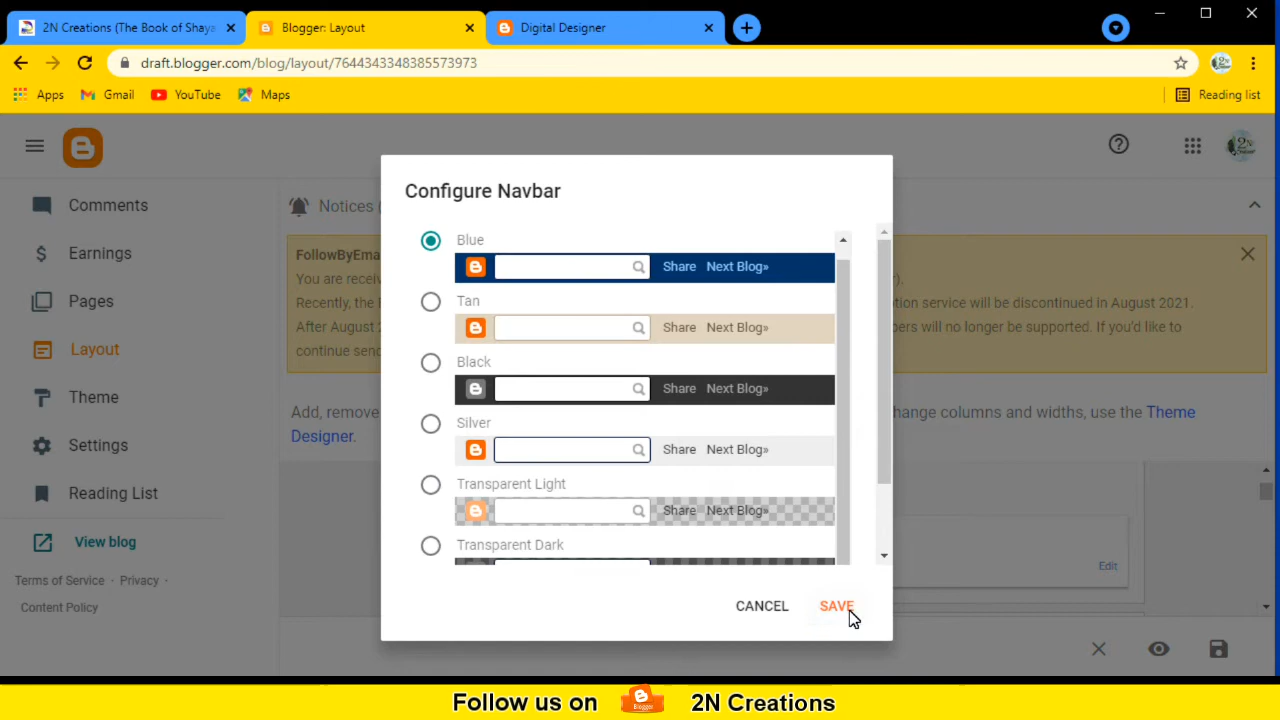 2N Creations (The Book of Shaya
Blogger: Layout
Digital Designer
draft.blogger.com/blog/layout/7644343348385573973
Apps
Gmail
YouTube
Maps
Reading list
Comments
Earnings
Pages
Layout
Theme
Settings
Reading List
View blog
Terms of Service · Privacy ·
Content Policy
Notices (
FollowByEma
You are receiv
).
Recently, the
ption service will be discontinued in August 2021.
After August 2
bers will no longer be supported. If you'd like to
continue send
Add, remove
hange columns and widths, use the Theme
Designer.
Edit
Configure Navbar
Blue
Share Next Blog»
Tan
Share Next Blog»
Black
Share Next Blog»
Silver
Share Next Blog»
Transparent Light
Share Next Blog»
Transparent Dark
CANCEL
SAVE
Follow us on Blogger 2N Creations